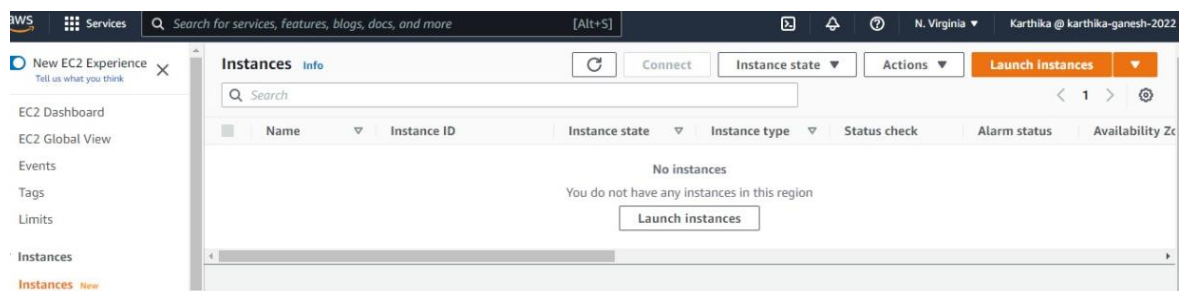 aws Services Search for services, features, blogs, docs, and more [Alt+S] N. Virginia ▼ Karthika @ karthika-ganesh-2022
New EC2 Experience
Tell us what you think
EC2 Dashboard
EC2 Global View
Events
Tags
Limits
Instances
Instances New
Instances Info Connect Instance state ▼ Actions ▼ Launch instances ▼
Search < 1 >
Name Instance ID Instance state Instance type Status check Alarm status Availability Zo
No instances
You do not have any instances in this region
Launch instances